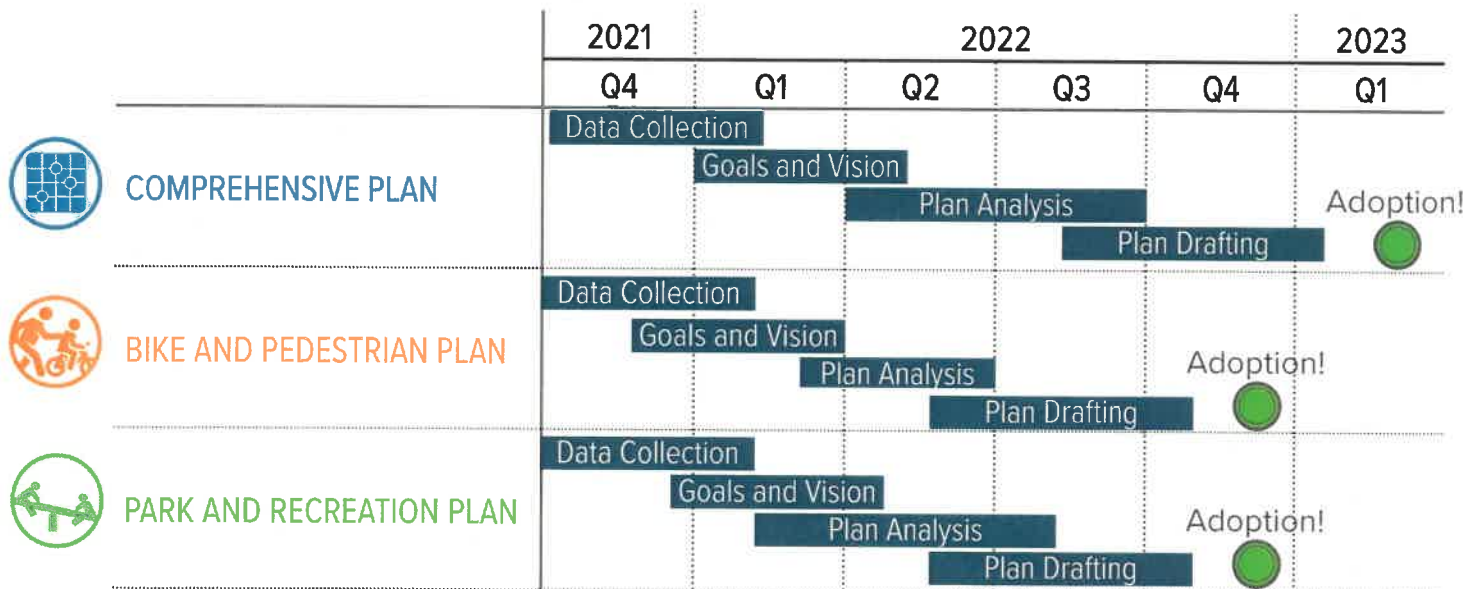 2021 2022 2023
Q4 Q1 Q2 Q3 Q4 Q1
Data Collection
Goals and Vision
COMPREHENSIVE PLAN
Plan Analysis
Adoption!
Plan Drafting
Data Collection
Goals and Vision
BIKE AND PEDESTRIAN PLAN
Plan Analysis
Adoption!
Plan Drafting
Data Collection
Goals and Vision
PARK AND RECREATION PLAN
Plan Analysis
Adoption!
Plan Drafting